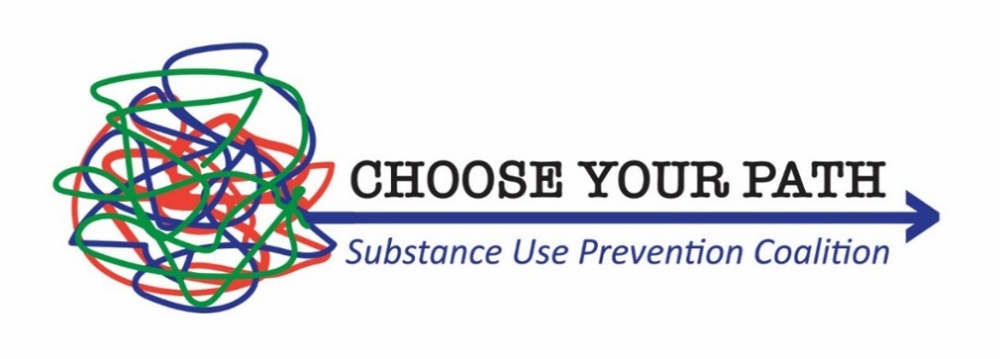 CHOOSE YOUR PATH
Substance Use Prevention Coalition